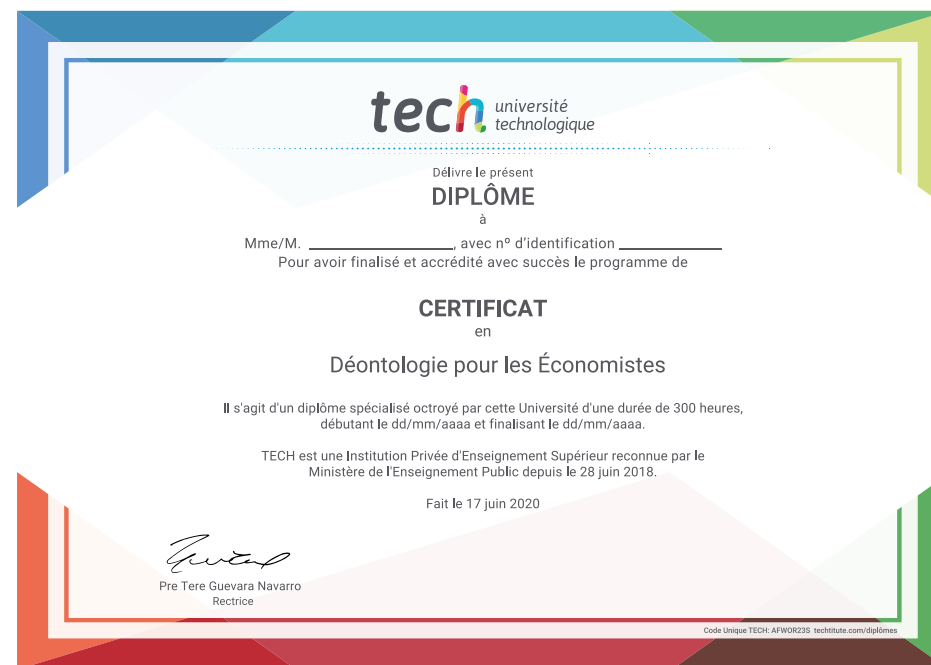 tech université
technologique
Délivre le présent
DIPLÔME
à
Mme/M. ____________________, avec nº d'identification ______________
Pour avoir finalisé et accrédité avec succès le programme de
CERTIFICAT
en
Déontologie pour les Économistes
Il s'agit d'un diplôme spécialisé octroyé par cette Université d'une durée de 300 heures,
débutant le dd/mm/aaaa et finalisant le dd/mm/aaaa.
TECH est une Institution Privée d'Enseignement Supérieur reconnue par le
Ministère de l'Enseignement Public depuis le 28 juin 2018.
Fait le 17 juin 2020
Pre Tere Guevara Navarro
Rectrice
Code Unique TECH: AFWOR23S techtitute.com/diplômes